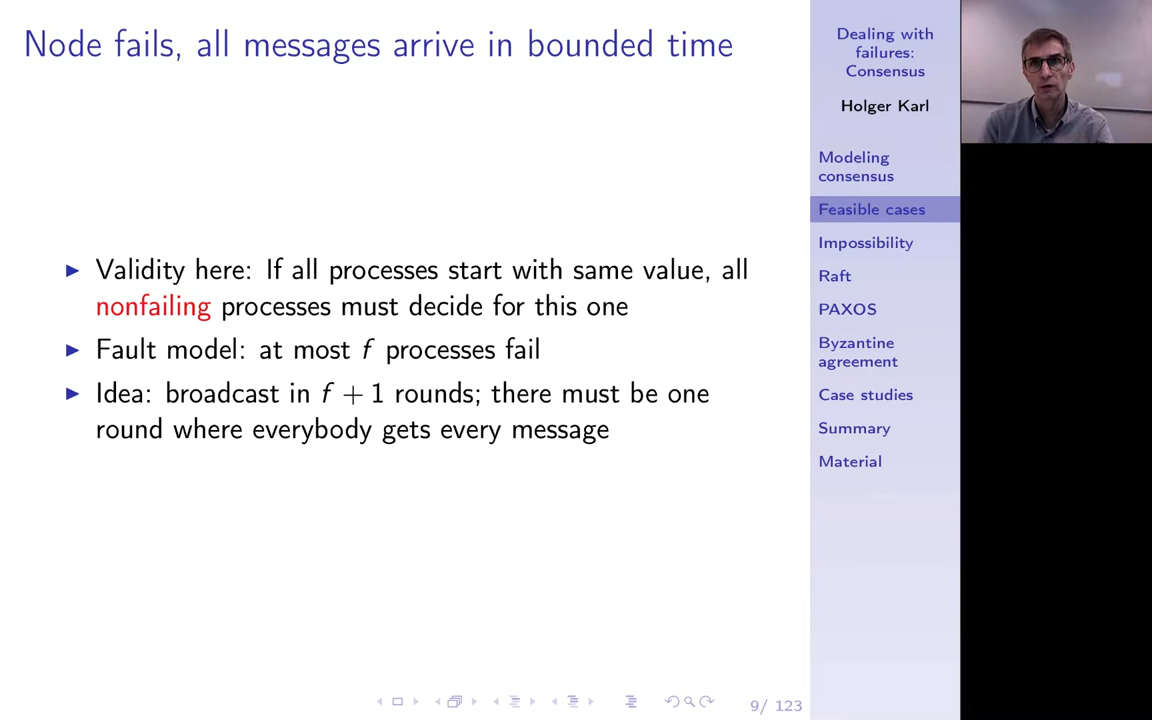 Node fails, all messages arrive in bounded time
▶ Validity here: If all processes start with same value, all
nonfailing processes must decide for this one
▶ Fault model: at most f processes fail
▶ Idea: broadcast in f + 1 rounds; there must be one
round where everybody gets every message
9/ 123
Dealing with
failures:
Consensus
Holger Karl
Modeling
consensus
Feasible cases
Impossibility
Raft
PAXOS
Byzantine
agreement
Case studies
Summary
Material